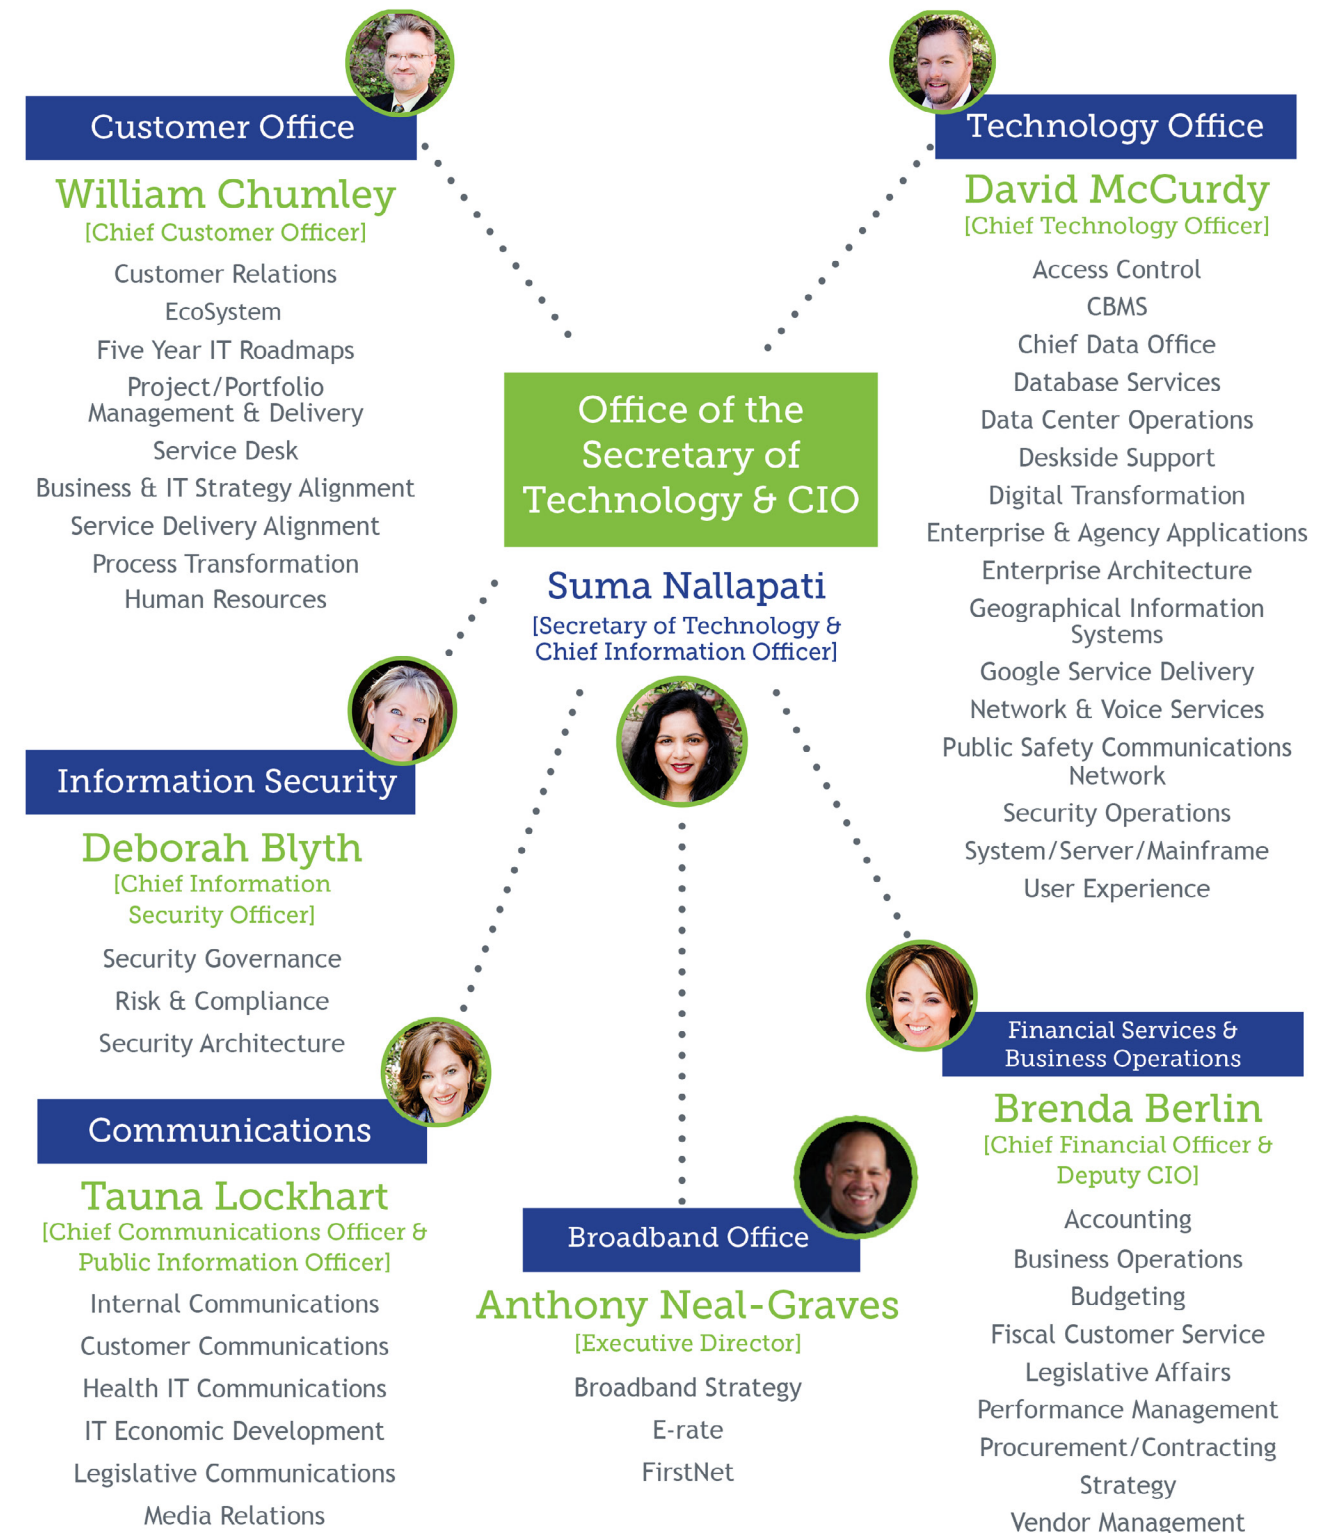 Customer Office
William Chumley
[Chief Customer Officer]
Customer Relations
EcoSystem
Five Year IT Roadmaps
Project/Portfolio
Management & Delivery
Service Desk
Business & IT Strategy Alignment
Service Delivery Alignment
Process Transformation
Human Resources
Technology Office
David McCurdy
[Chief Technology Officer]
Access Control
CBMS
Chief Data Office
Database Services
Data Center Operations
Deskside Support
Digital Transformation
Enterprise & Agency Applications
Enterprise Architecture
Geographical Information
Systems
Google Service Delivery
Network & Voice Services
Public Safety Communications
Network
Security Operations
System/Server/Mainframe
User Experience
Office of the
Secretary of
Technology & CIO
Suma Nallapati
[Secretary of Technology &
Chief Information Officer]
Information Security
Deborah Blyth
[Chief Information
Security Officer]
Security Governance
Risk & Compliance
Security Architecture
Communications
Tauna Lockhart
[Chief Communications Officer &
Public Information Officer]
Internal Communications
Customer Communications
Health IT Communications
IT Economic Development
Legislative Communications
Media Relations
Broadband Office
Anthony Neal-Graves
[Executive Director]
Broadband Strategy
E-rate
FirstNet
Financial Services &
Business Operations
Brenda Berlin
[Chief Financial Officer &
Deputy CIO]
Accounting
Business Operations
Budgeting
Fiscal Customer Service
Legislative Affairs
Performance Management
Procurement/Contracting
Strategy
Vendor Management